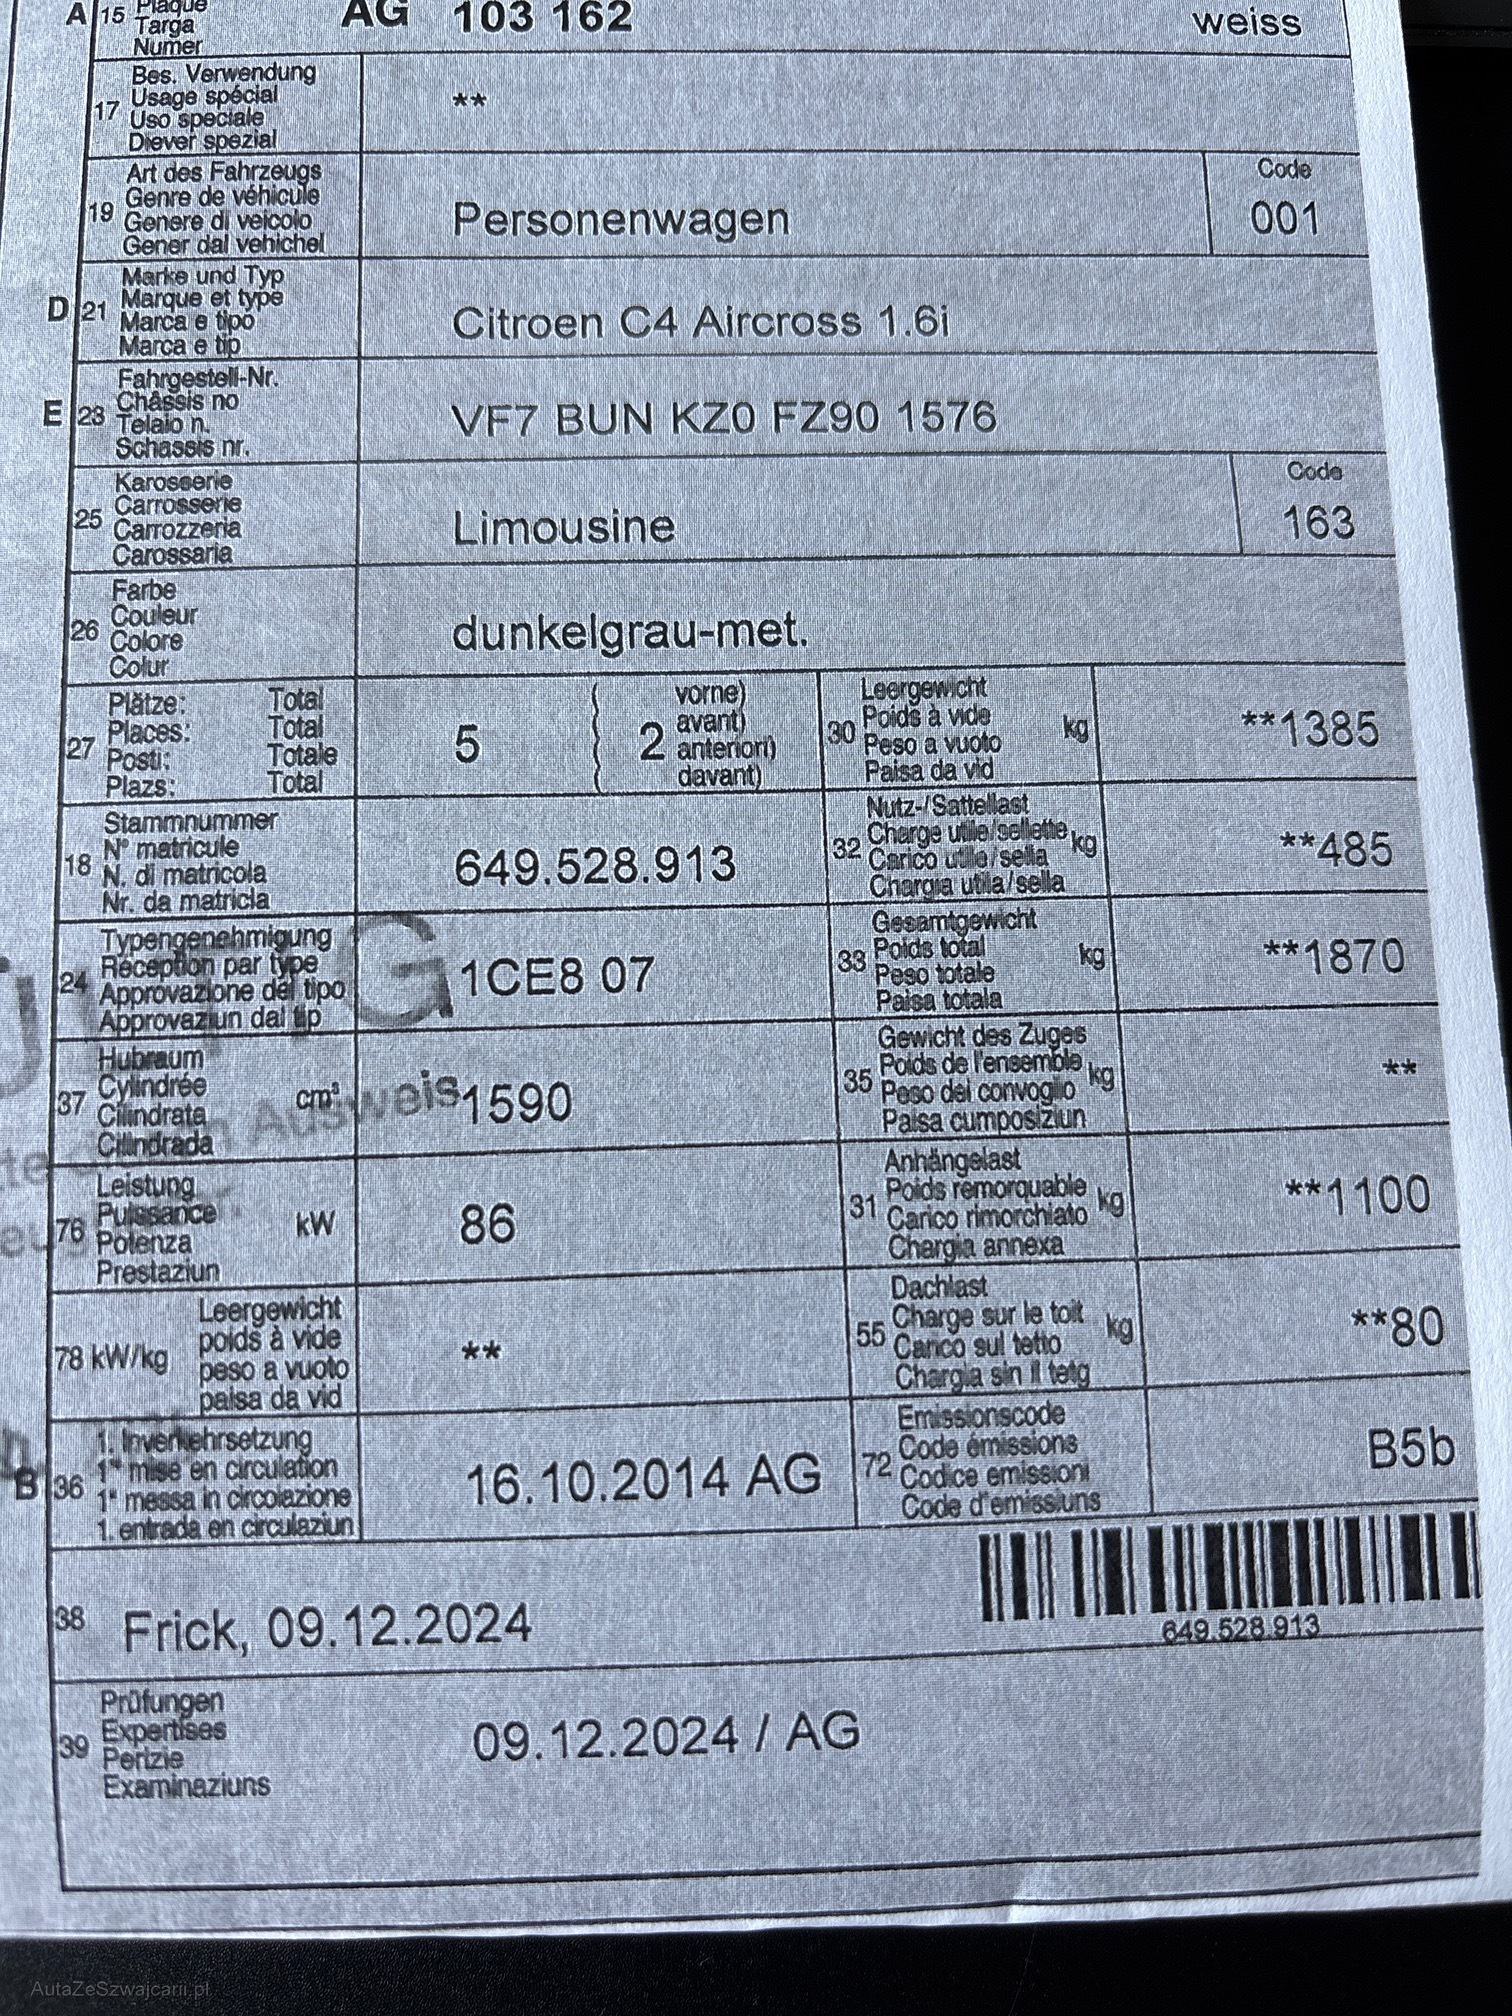 A 15 Plaque AG 103 162 weiss
Targa
Numer
17 Bes. Verwendung
Usage spécial **
Uso speciale
Diever spezial
19 Art des Fahrzeugs Code
Genre de véhicule Personenwagen 001
Genere di veicolo
Gener dal vehichel
D 21 Marke und Typ
Marque et type Citroen C4 Aircross 1.6i
Marca e tipo
Marca e tip
E 23 Fahrgestell-Nr.
Châssis no VF7 BUN KZ0 FZ90 1576
Telaio n.
Schassis nr.
25 Karosserie Code
Carrosserie Limousine 163
Carrozzeria
Carossaria
26 Farbe
Couleur dunkelgrau-met.
Colore
Colur
27 Plätze: Total 5 ( 2 vorne)
Places: Total avant)
Posti: Totale anteriori)
Plazs: Total davant)
30 Leergewicht
Poids à vide kg **1385
Peso a vuoto
Paisa da vid
18 Stammnummer
N° matricule 649.528.913
N. di matricola
Nr. da matricla
32 Nutz-/Sattellast
Charge utile/sellette kg **485
Carico utile/sella
Chargia utila/sella
24 Typengenehmigung
Réception par type 1CE8 07
Approvazione del tipo
Approvaziun dal tip
33 Gesamtgewicht
Poids total kg **1870
Peso totale
Paisa totala
37 Hubraum
Cylindrée cm³ 1590
Cilindrata
Cilindrada
Ausweis
35 Gewicht des Zuges
Poids de l'ensemble kg **
Peso del convoglio
Paisa cumposiziun
76 Leistung
Puissance kW 86
Potenza
Prestaziun
31 Anhängelast
Poids remorquable kg **1100
Carico rimorchiato
Chargia annexa
78 kW/kg Leergewicht
poids à vide **
peso a vuoto
paisa da vid
55 Dachlast
Charge sur le toit kg **80
Carico sul tetto
Chargia sin il tetg
B 36 1. Inverkehrsetzung
1re mise en circulation 16.10.2014 AG
1a messa in circolazione
1. entrada en circulaziun
72 Emissionscode
Code émissions B5b
Codice emissioni
Code d'emissiuns
38 Frick, 09.12.2024
649.528.913
39 Prüfungen
Expertises 09.12.2024 / AG
Perizie
Examinaziuns
AutaZeSzwajcarii.pl